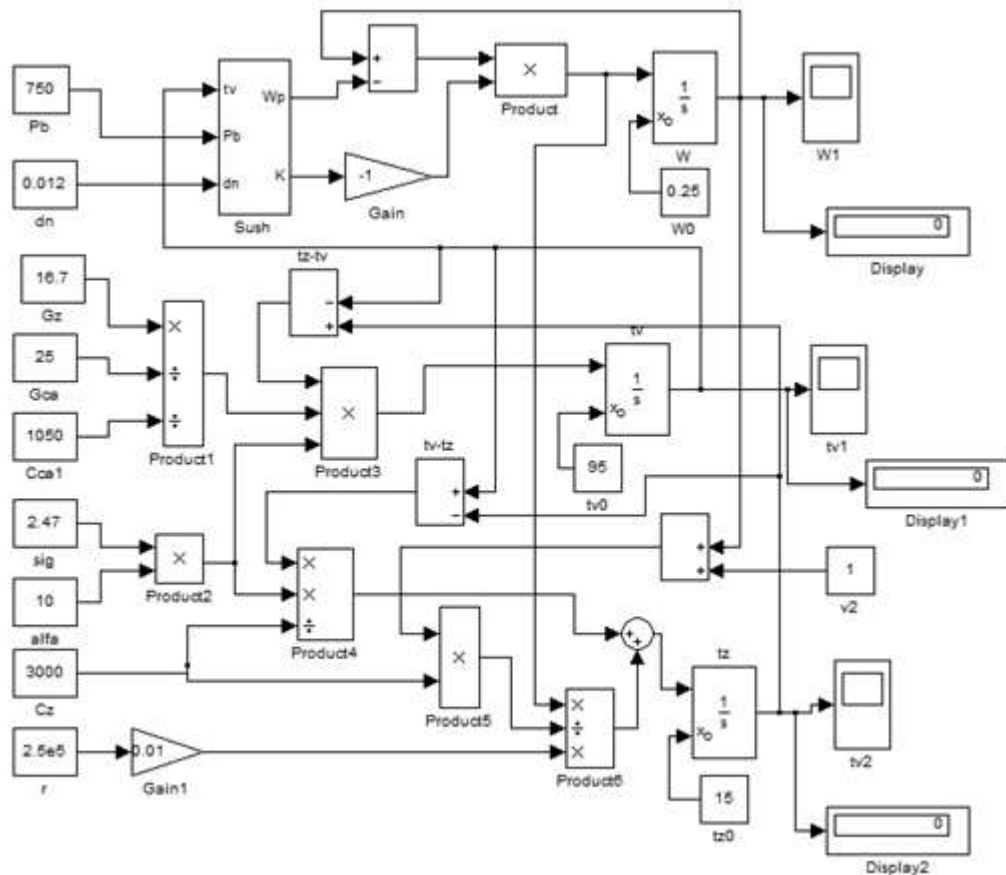 750
Pb
0.012
dn
tv
Pb
dn
Wp
K
Sush
+
−
-1
Gain
×
Product
1
s
xo
W
0.25
W0
W1
0
Display
16.7
Gz
25
Gca
1050
Cca1
×
÷
÷
Product1
tz-tv
−
+
×
Product3
tv
1
s
xo
95
tv0
tv1
0
Display1
2.47
sig
10
alfa
×
Product2
tv-tz
+
−
×
×
÷
Product4
+
+
1
v2
3000
Cz
×
Product5
+
+
tz
1
s
xo
15
tz0
tv2
2.5e5
r
0.01
Gain1
×
÷
×
Product6
0
Display2